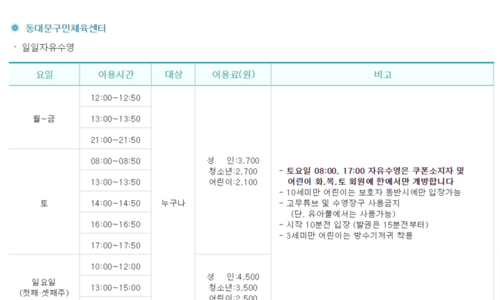 동대문구민체육센터
일일자유수영
요일 이용시간 대상 이용료(원) 비고
월~금
12:00~12:50
13:00~13:50
21:00~21:50
토
08:00~08:50
13:00~13:50
14:00~14:50
16:00~16:50
17:00~17:50
누구나
성 인:3,700
청소년:2,700
어린이:2,100
- 토요일 08:00, 17:00 자유수영은 쿠폰소지자 및
어린이 화,목,토 회원에 한에서만 개방합니다
- 10세미만 어린이는 보호자 동반시에만 입장가능
- 고무튜브 및 수영장구 사용금지
(단, 유아풀에서는 사용가능)
- 시작 10분전 입장 (발권은 15분전부터)
- 3세미만 어린이는 방수기저귀 착용
일요일
(첫째·셋째주)
10:00~12:00
13:00~15:00
성 인:4,500
청소년:3,500
어린이:2,500